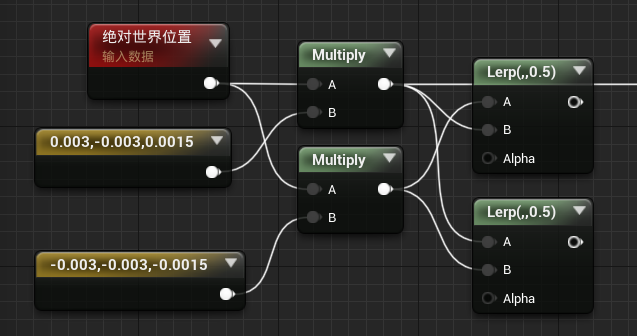 绝对世界位置
输入数据
0.003,-0.003,0.0015
-0.003,-0.003,-0.0015
Multiply
A
B
Multiply
A
B
Lerp(,,0.5)
A
B
Alpha
Lerp(,,0.5)
A
B
Alpha